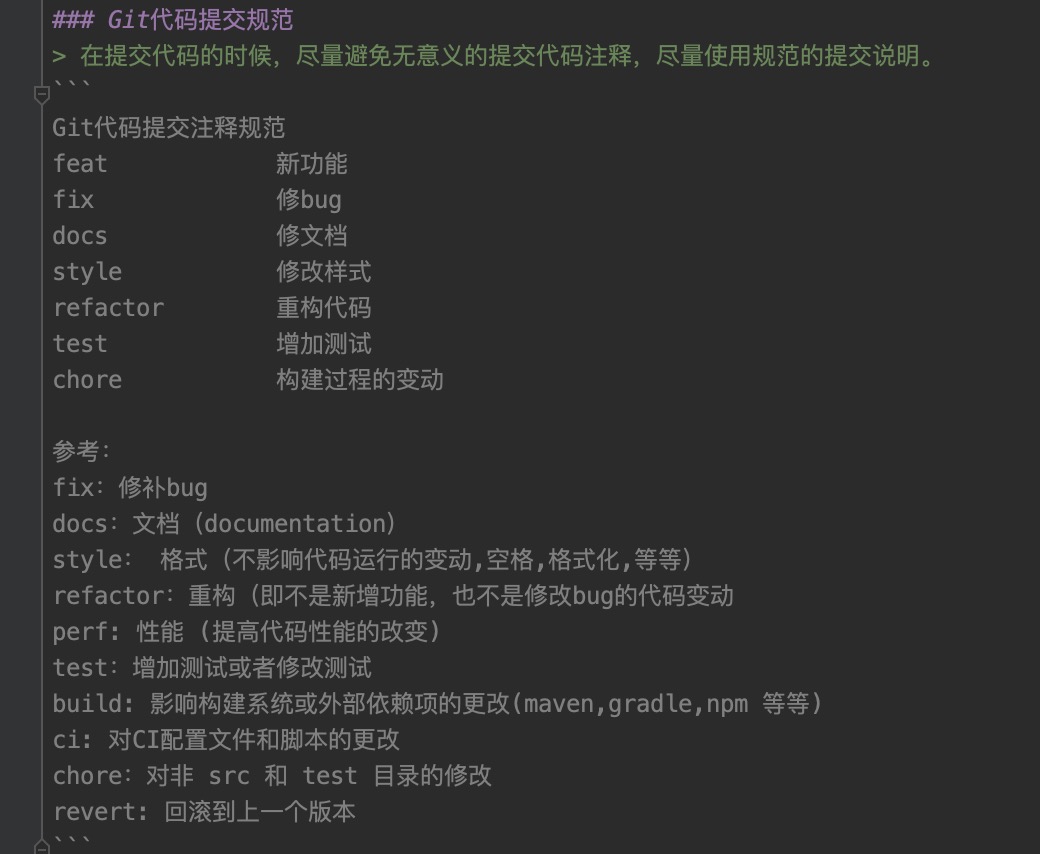 ### Git代码提交规范
> 在提交代码的时候，尽量避免无意义的提交代码注释，尽量使用规范的提交说明。
```
Git代码提交注释规范
feat            新功能
fix             修bug
docs            修文档
style           修改样式
refactor        重构代码
test            增加测试
chore           构建过程的变动

参考：
fix：修补bug
docs：文档（documentation）
style： 格式（不影响代码运行的变动,空格,格式化,等等）
refactor：重构（即不是新增功能，也不是修改bug的代码变动
perf: 性能 (提高代码性能的改变)
test：增加测试或者修改测试
build: 影响构建系统或外部依赖项的更改(maven,gradle,npm 等等)
ci: 对CI配置文件和脚本的更改
chore：对非 src 和 test 目录的修改
revert: 回滚到上一个版本
```